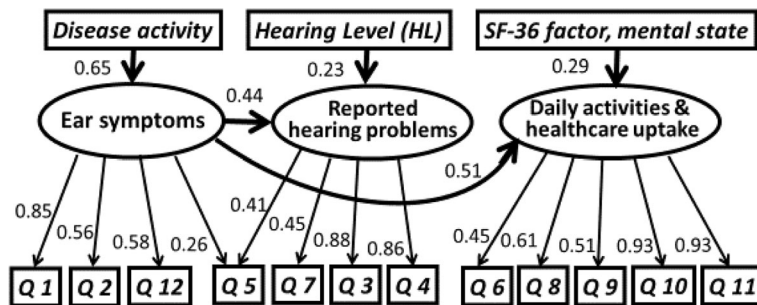 Disease activity
Hearing Level (HL)
SF-36 factor, mental state
0.65
0.23
0.29
Ear symptoms
0.44
Reported
hearing problems
Daily activities &
healthcare uptake
0.51
0.85
0.56
0.58
0.26
0.41
0.45
0.88
0.86
0.45
0.61
0.51
0.93
0.93
Q 1
Q 2
Q 12
Q 5
Q 7
Q 3
Q 4
Q 6
Q 8
Q 9
Q 10
Q 11